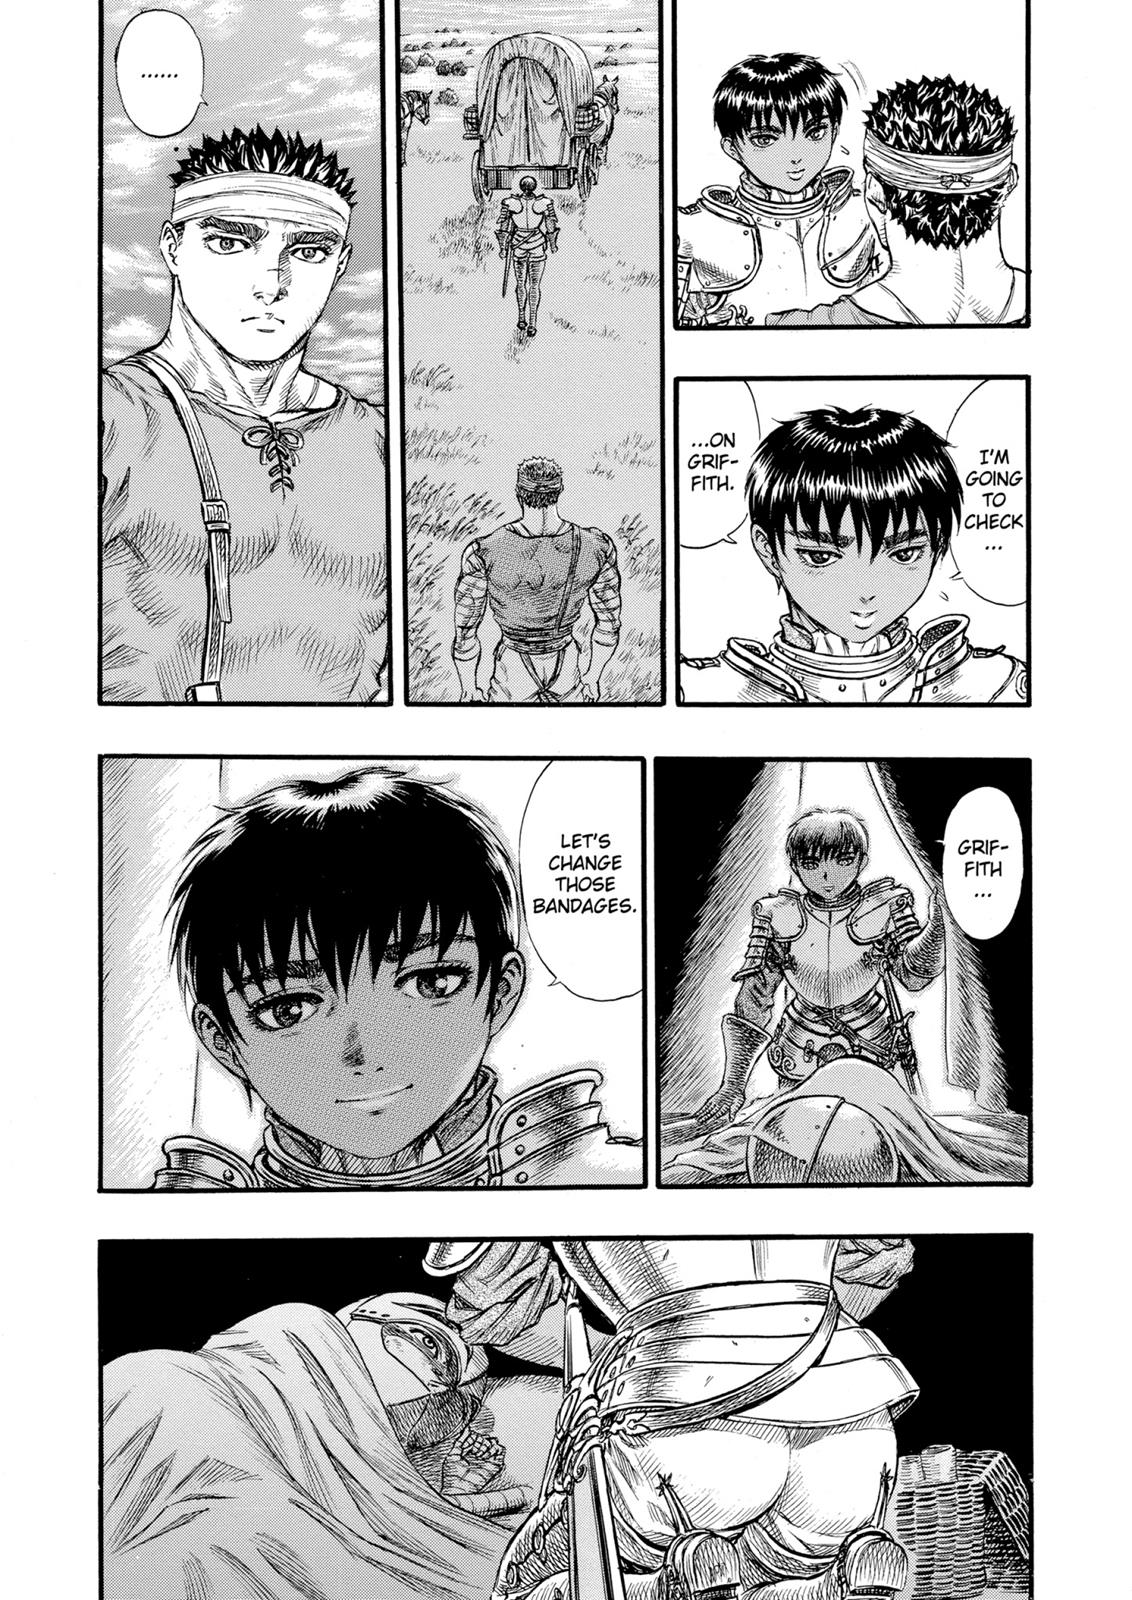 I'M
GOING
TO
CHECK
...
...ON
GRIF-
FITH.
......
GRIF-
FITH
...
LET'S
CHANGE
THOSE
BANDAGES.